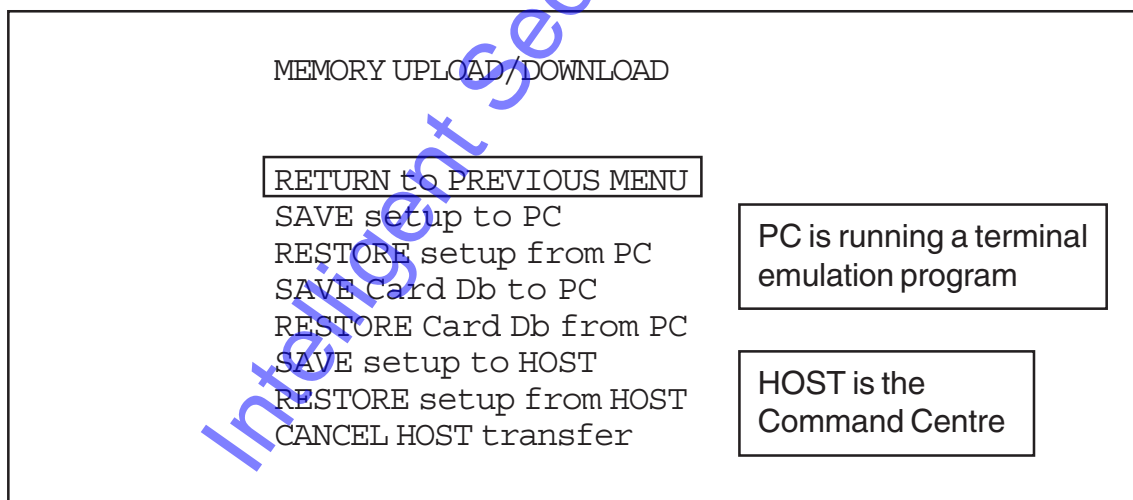 MEMORY UPLOAD/DOWNLOAD
RETURN to PREVIOUS MENU
SAVE setup to PC
RESTORE setup from PC
SAVE Card Db to PC
RESTORE Card Db from PC
SAVE setup to HOST
RESTORE setup from HOST
CANCEL HOST transfer
PC is running a terminal
emulation program
HOST is the
Command Centre
Intelligent